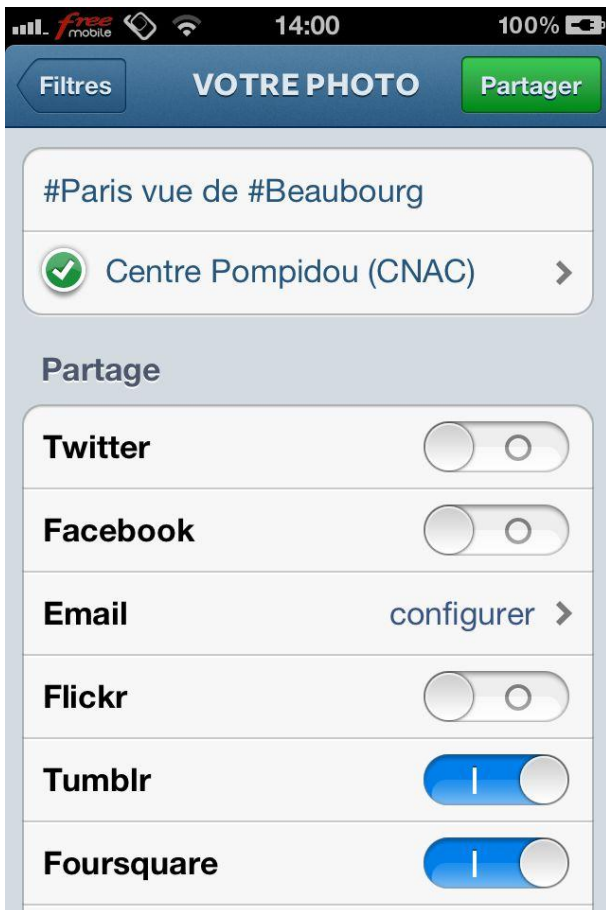 free
mobile
14:00
100%
Filtres
VOTRE PHOTO
Partager
#Paris vue de #Beaubourg
Centre Pompidou (CNAC)
Partage
Twitter
Facebook
Email configurer
Flickr
Tumblr
Foursquare